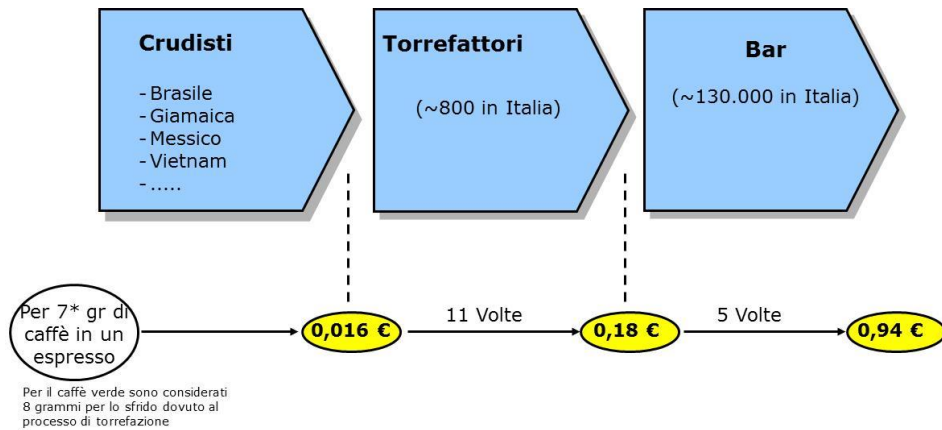 Crudisti
- Brasile
- Giamaica
- Messico
- Vietnam
- .....
Torrefattori
(~800 in Italia)
Bar
(~130.000 in Italia)
Per 7* gr di
caffè in un
espresso
0,016 €
11 Volte
0,18 €
5 Volte
0,94 €
Per il caffè verde sono considerati
8 grammi per lo sfrido dovuto al
processo di torrefazione